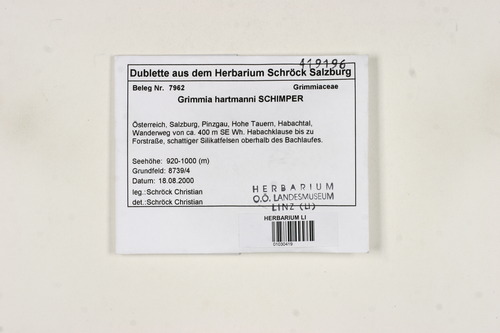 419196
Dublette aus dem Herbarium Schröck Salzburg
Beleg Nr. 7962 Grimmiaceae
Grimmia hartmanni SCHIMPER
Österreich, Salzburg, Pinzgau, Hohe Tauern, Habachtal,
Wanderweg von ca. 400 m SE Wh. Habachklause bis zu
Forstraße, schattiger Silikatfelsen oberhalb des Bachlaufes.
Seehöhe: 920-1000 (m)
Grundfeld: 8739/4
Datum: 18.08.2000
leg.:Schröck Christian
det.:Schröck Christian
HERBARIUM
O.Ö. LANDESMUSEUM
LINZ (LI)
HERBARIUM LI
01030419